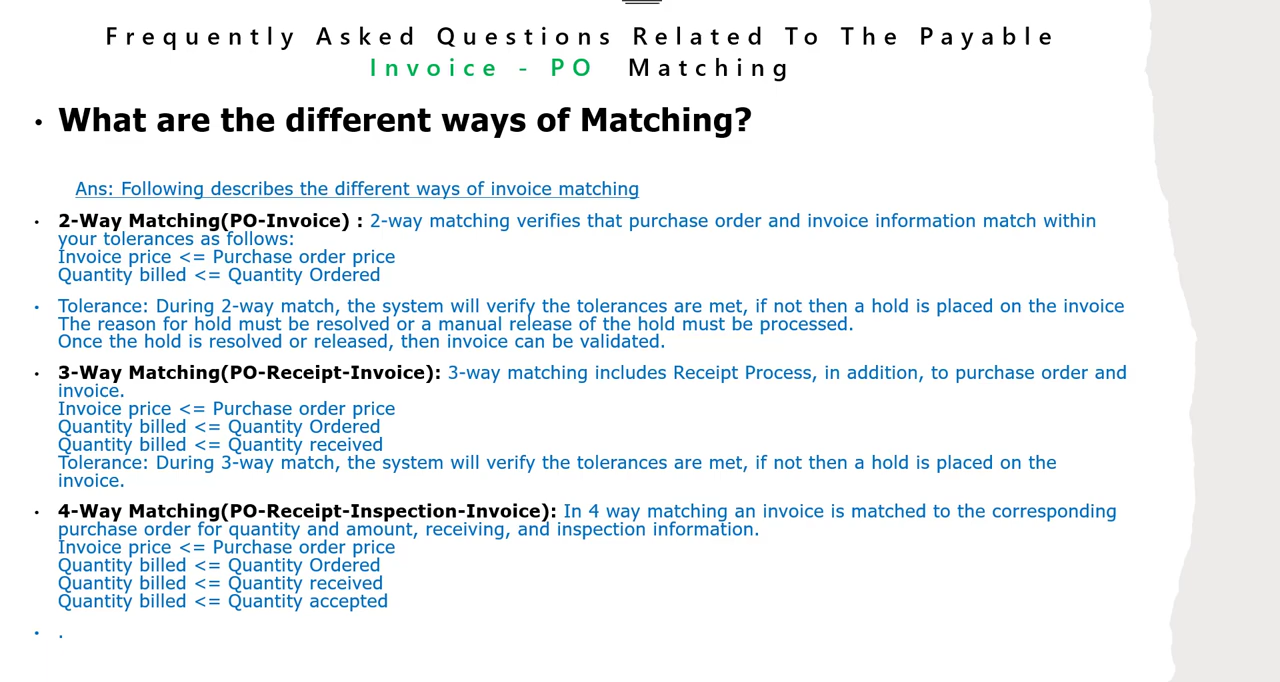 Frequently Asked Questions Related To The Payable
Invoice - PO Matching
• What are the different ways of Matching?
Ans: Following describes the different ways of invoice matching
• 2-Way Matching(PO-Invoice) : 2-way matching verifies that purchase order and invoice information match within
your tolerances as follows:
Invoice price <= Purchase order price
Quantity billed <= Quantity Ordered
• Tolerance: During 2-way match, the system will verify the tolerances are met, if not then a hold is placed on the invoice
The reason for hold must be resolved or a manual release of the hold must be processed.
Once the hold is resolved or released, then invoice can be validated.
• 3-Way Matching(PO-Receipt-Invoice): 3-way matching includes Receipt Process, in addition, to purchase order and
invoice.
Invoice price <= Purchase order price
Quantity billed <= Quantity Ordered
Quantity billed <= Quantity received
Tolerance: During 3-way match, the system will verify the tolerances are met, if not then a hold is placed on the
invoice.
• 4-Way Matching(PO-Receipt-Inspection-Invoice): In 4 way matching an invoice is matched to the corresponding
purchase order for quantity and amount, receiving, and inspection information.
Invoice price <= Purchase order price
Quantity billed <= Quantity Ordered
Quantity billed <= Quantity received
Quantity billed <= Quantity accepted
• .